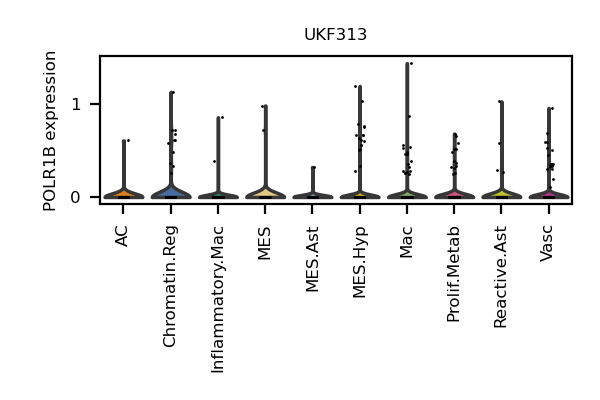 UKF313
POLR1B expression
1
0
AC
Chromatin.Reg
Inflammatory.Mac
MES
MES.Ast
MES.Hyp
Mac
Prolif.Metab
Reactive.Ast
Vasc